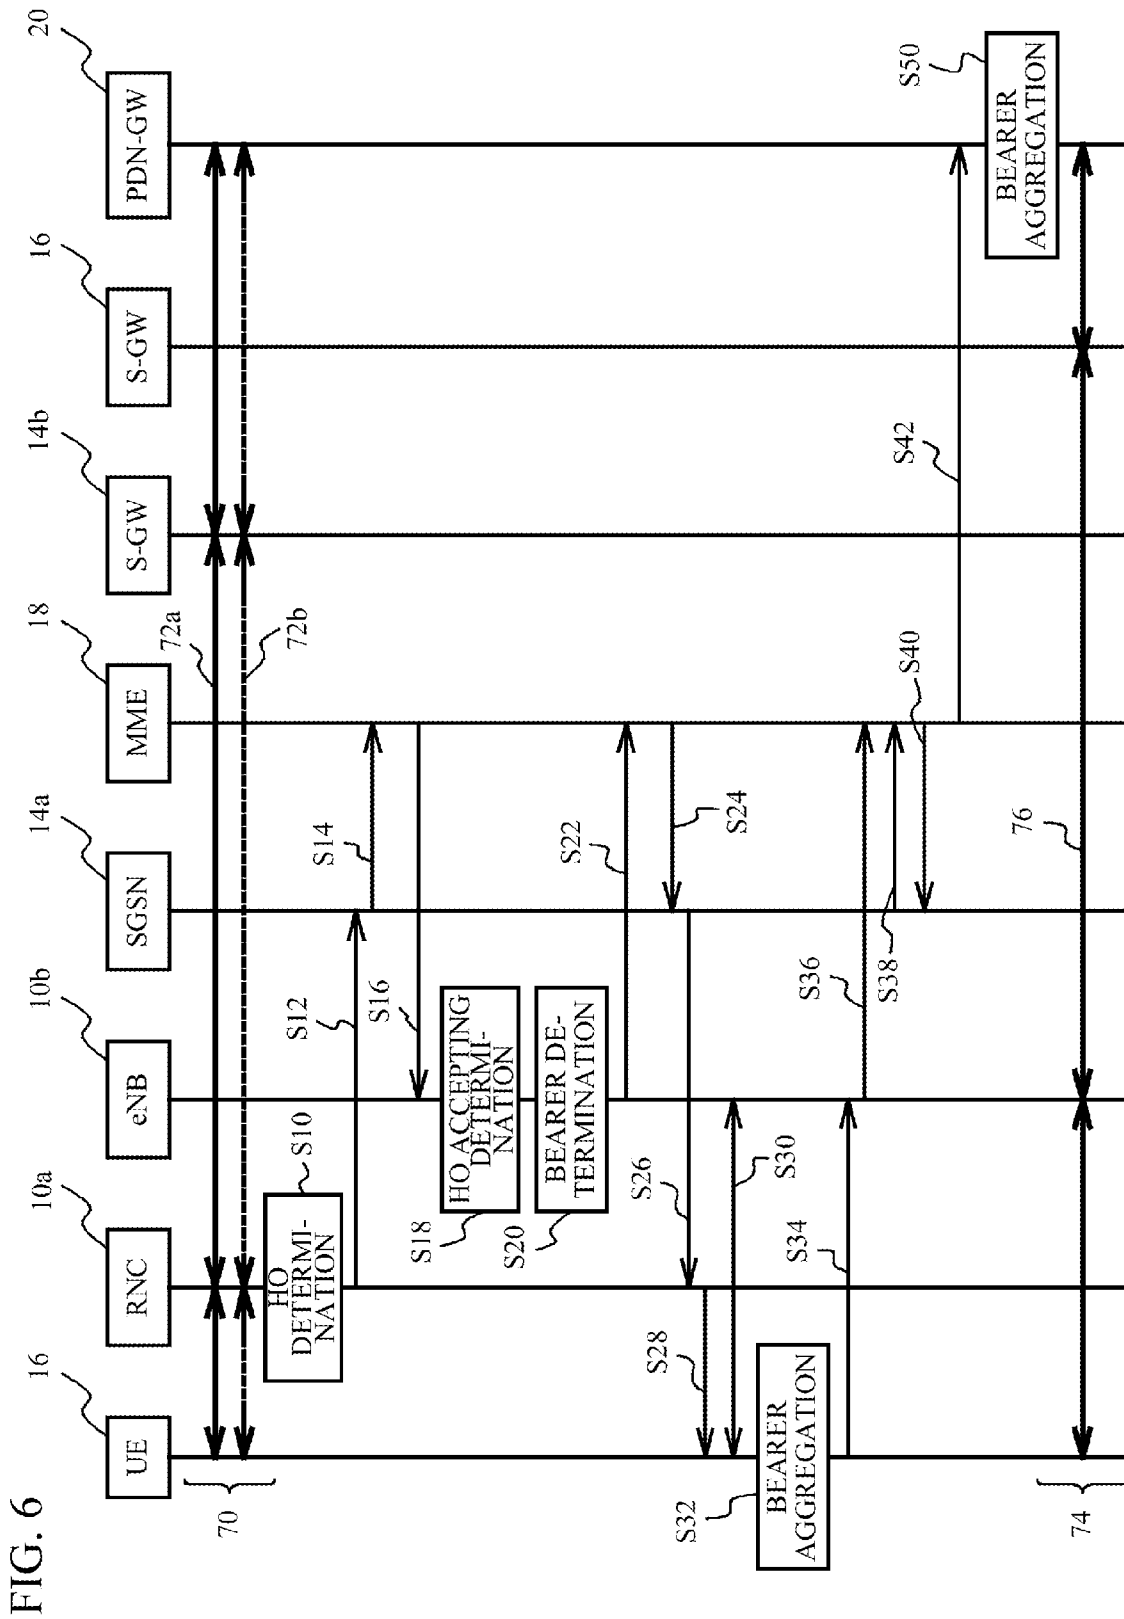 FIG. 6
16
10a
10b
14a
18
14b
16
20
UE
RNC
eNB
SGSN
MME
S-GW
S-GW
PDN-GW
70
72a
72b
HO
DETERMI-
NATION
S10
S12
S14
S16
HO ACCEPTING
DETERMI-
NATION
S18
BEARER DE-
TERMINATION
S20
S22
S24
S26
S28
S30
BEARER
AGGREGATION
S32
S34
S36
S38
S40
S42
BEARER
AGGREGATION
S50
74
76